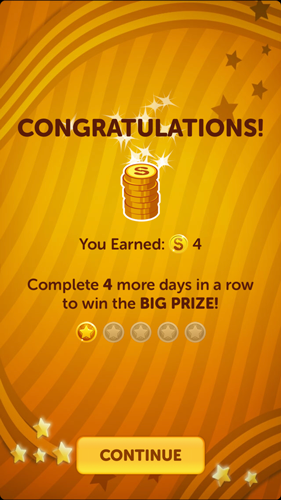 CONGRATULATIONS!
S
You Earned: S 4
Complete 4 more days in a row
to win the BIG PRIZE!
CONTINUE